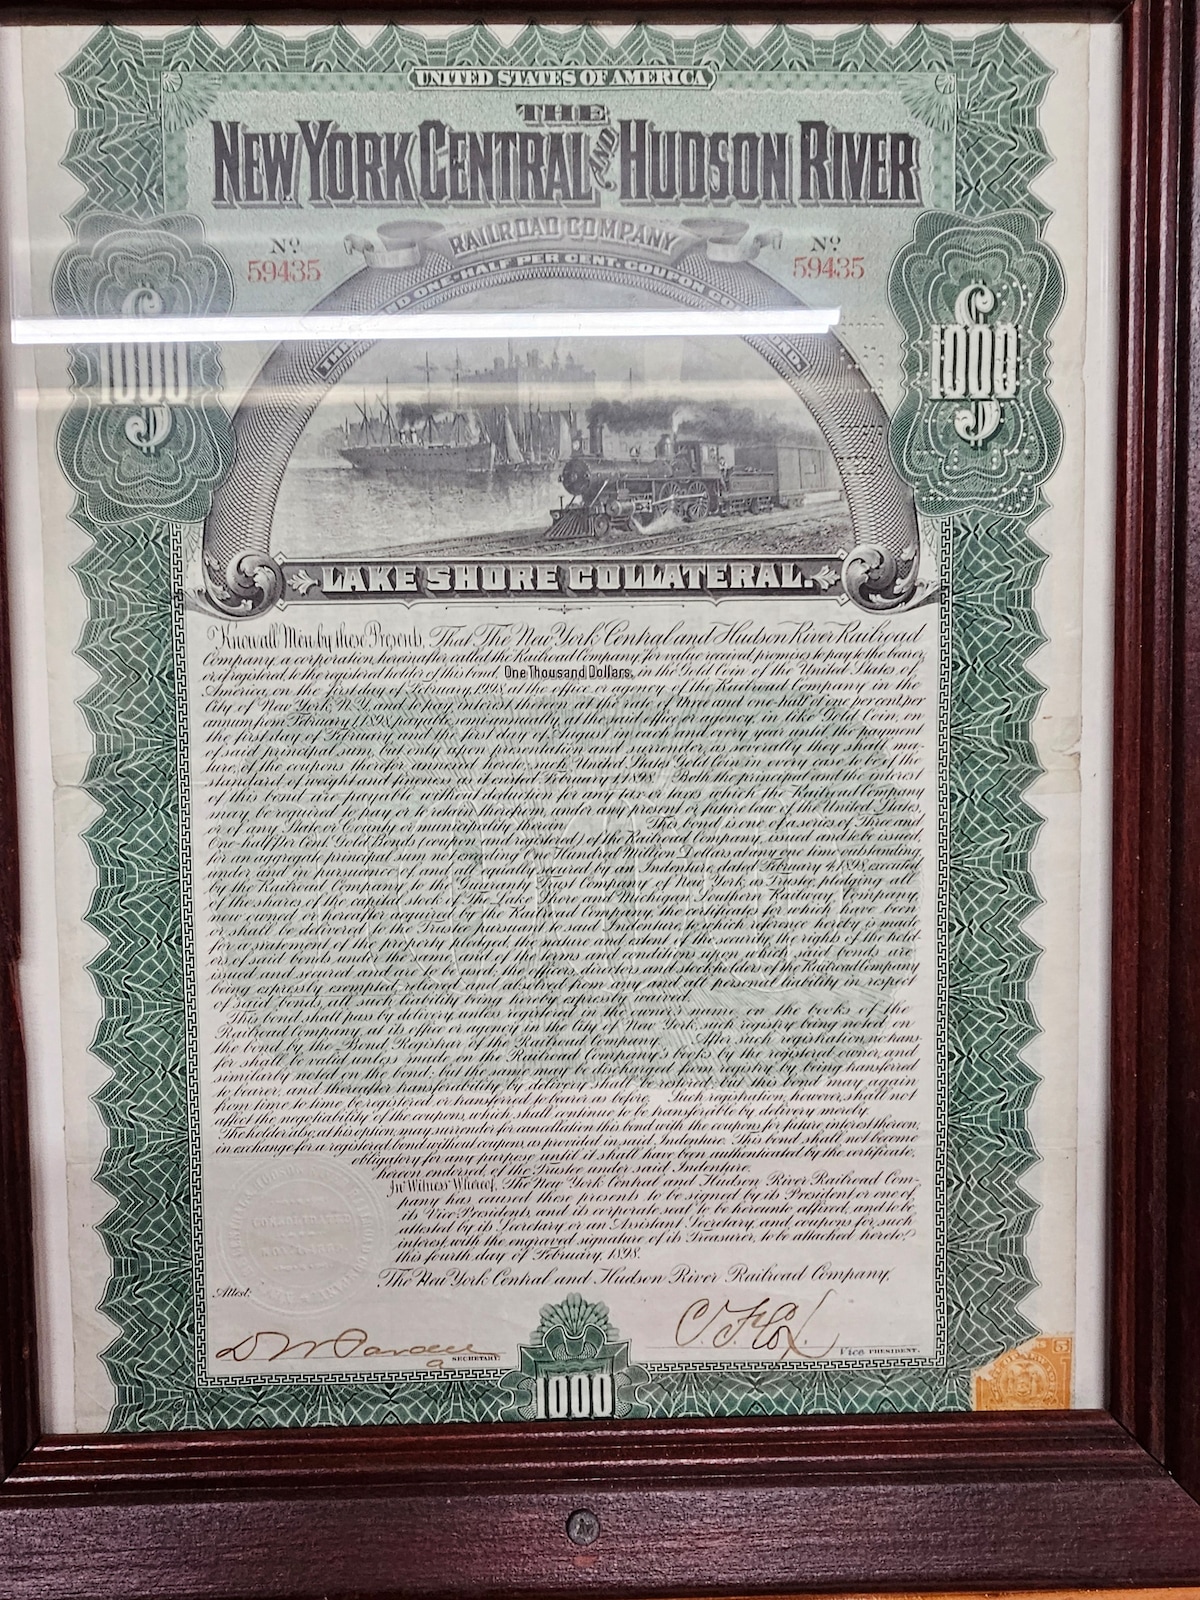 UNITED STATES OF AMERICA
THE
NEW YORK CENTRAL AND HUDSON RIVER
RAILROAD COMPANY
Nº Nº
59435 59435
ONE-HALF PER CENT. COUPON
$ 1000 $ $ 1000 $
LAKE SHORE COLLATERAL.
Know all Men by these Presents, That The New York Central and Hudson River Railroad
Company, a corporation, hereinafter called the Railroad Company, for value received, promises to pay to the bearer,
or if registered, to the registered holder of this bond, One Thousand Dollars, in the Gold Coin of the United States of
America, on the first day of February, 1998, at the office or agency of the Railroad Company in the
City of New York, N.Y. and to pay interest thereon, at the rate of three and one-half of one per cent, per
annum, from February 1, 1898, payable semi-annually at the said office or agency, in like Gold Coin, on
the first day of February and the first day of August in each and every year until the payment
of said principal sum, but only upon presentation and surrender, as severally they shall ma-
ture, of the coupons therefor, annexed hereto; such United States Gold Coin in every case to be of the
standard of weight and fineness as it existed February 1, 1898. Both the principal and the interest
of this bond are payable without deduction for any tax or taxes which the Railroad Company
may be required to pay or to retain therefrom, under any present or future law of the United States,
or of any State or County or municipality therein. This bond is one of a series of Three and
One-half Per Cent Gold Bonds (coupon and registered) of the Railroad Company, issued and to be issued,
for an aggregate principal sum not exceeding One Hundred Million Dollars at any one time outstanding,
under and in pursuance of and all equally secured by an Indenture, dated February 4, 1898, executed
by the Railroad Company to the Guaranty Trust Company of New York, as Trustee, pledging all
of the shares of the capital stock of The Lake Shore and Michigan Southern Railway Company,
now owned or hereafter acquired by the Railroad Company, the certificates for which have been
or shall be delivered to the Trustee pursuant to said Indenture, to which reference hereby is made
for a statement of the property pledged, the nature and extent of the security, the rights of the hold-
ers of said bonds under the same, and of the terms and conditions upon which said bonds are
issued and secured and are to be used; the officers, directors and stockholders of the Railroad Company
being expressly exempted, relieved and absolved from any and all personal liability in respect
of said bonds, all such liability being hereby expressly waived.
This bond shall pass by delivery, unless registered in the owner's name on the books of the
Railroad Company, at its office or agency in the City of New York, such registry being noted on
the bond by the Bond Registrar of the Railroad Company. After such registration, no trans-
fer shall be valid unless made on the Railroad Company's books by the registered owner, and
similarly noted on the bond; but the same may be discharged from registry by being transferred
to bearer, and thereafter transferability by delivery shall be restored; but this bond may again
from time to time, be registered, or transferred to bearer as before. Such registration, however, shall not
affect the negotiability of the coupons, which shall continue to be transferable by delivery merely.
The holder also, at his option, may surrender for cancellation this bond with the coupons for future interest thereon,
in exchange for a registered bond without coupons, as provided in said Indenture. This bond shall not become
obligatory for any purpose until it shall have been authenticated by the certificate,
hereon endorsed, of the Trustee under said Indenture.
In Witness Whereof, The New York Central and Hudson River Railroad Com-
pany has caused these presents to be signed by its President or one of
its Vice-Presidents, and its corporate seal to be hereunto affixed, and to be
attested by its Secretary or an Assistant Secretary, and coupons for such
interest, with the engraved signature of its Treasurer, to be attached hereto,
this fourth day of February, 1898.
The New York Central and Hudson River Railroad Company,
Attest:
SECRETARY. Vice PRESIDENT.
1000
5